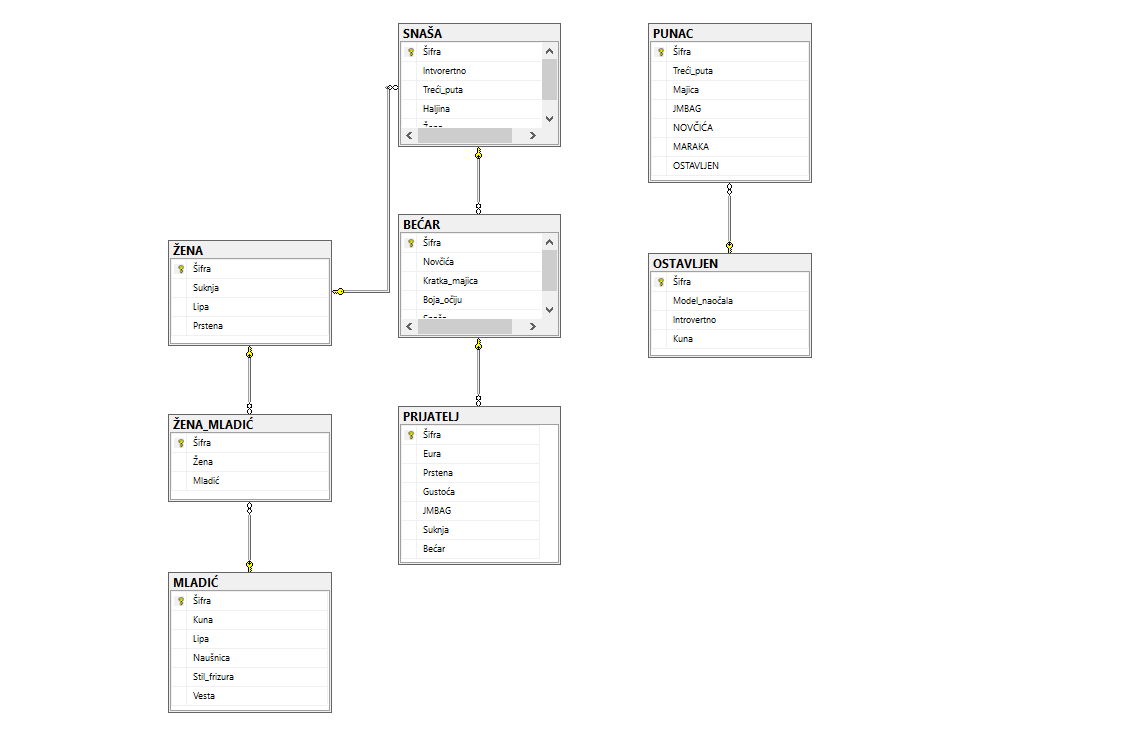 SNAŠA
Šifra
Intvorertno
Treći_puta
Haljina
PUNAC
Šifra
Treći_puta
Majica
JMBAG
NOVČIĆA
MARAKA
OSTAVLJEN
ŽENA
Šifra
Suknja
Lipa
Prstena
BEĆAR
Šifra
Novčića
Kratka_majica
Boja_očiju
OSTAVLJEN
Šifra
Model_naočala
Introvertno
Kuna
ŽENA_MLADIĆ
Šifra
Žena
Mladić
PRIJATELJ
Šifra
Eura
Prstena
Gustoća
JMBAG
Suknja
Bećar
MLADIĆ
Šifra
Kuna
Lipa
Naušnica
Stil_frizura
Vesta